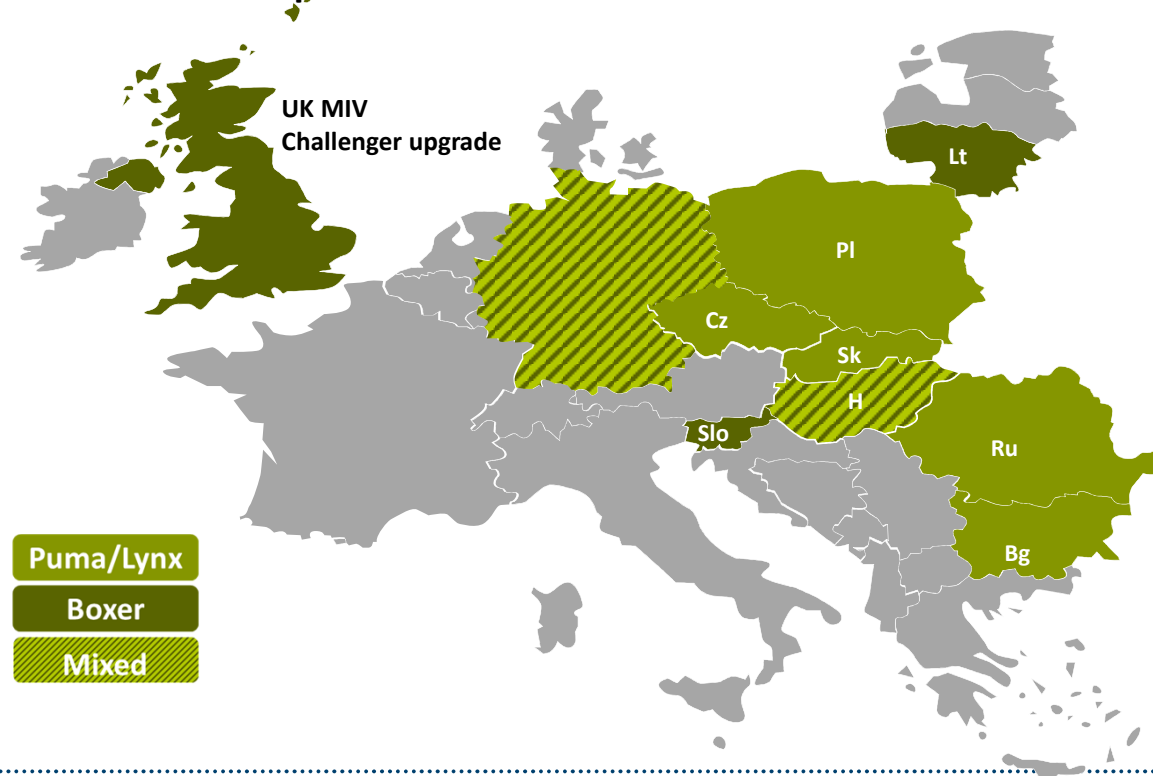 UK MIV
Challenger upgrade
Lt
Pl
Cz
Sk
H
Slo
Ru
Bg
Puma/Lynx
Boxer
Mixed